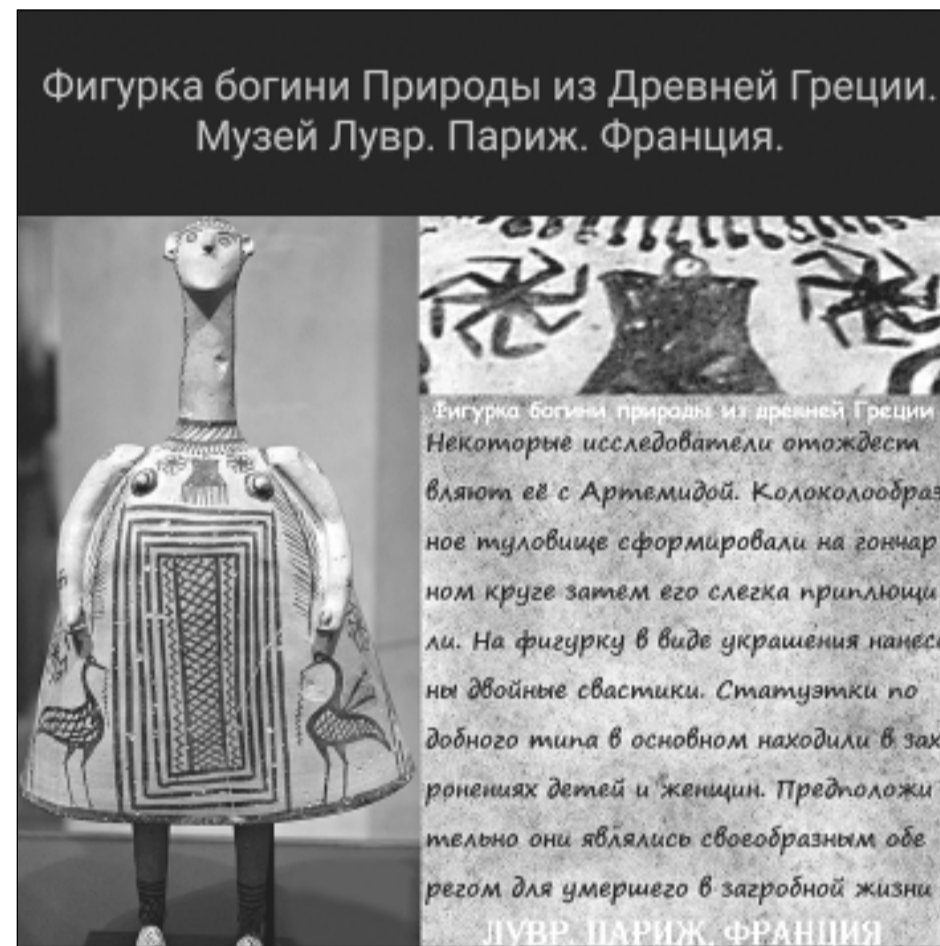 Фигурка богини Природы из Древней Греции.
Музей Лувр. Париж. Франция.
Фигурка богини природы из древней Греции
Некоторые исследователи отождест
вляют её с Артемидой. Колоколообраз
ное туловище сформировали на гончар
ном круге затем его слегка приплющи
ли. На фигурку в виде украшения нанесе
ны двойные свастики. Статуэтки по
добного типа в основном находили в зах
ронениях детей и женщин. Предположи
тельно они являлись своеобразным обе
регом для умершего в загробной жизни
ЛУВР. ПАРИЖ. ФРАНЦИЯ